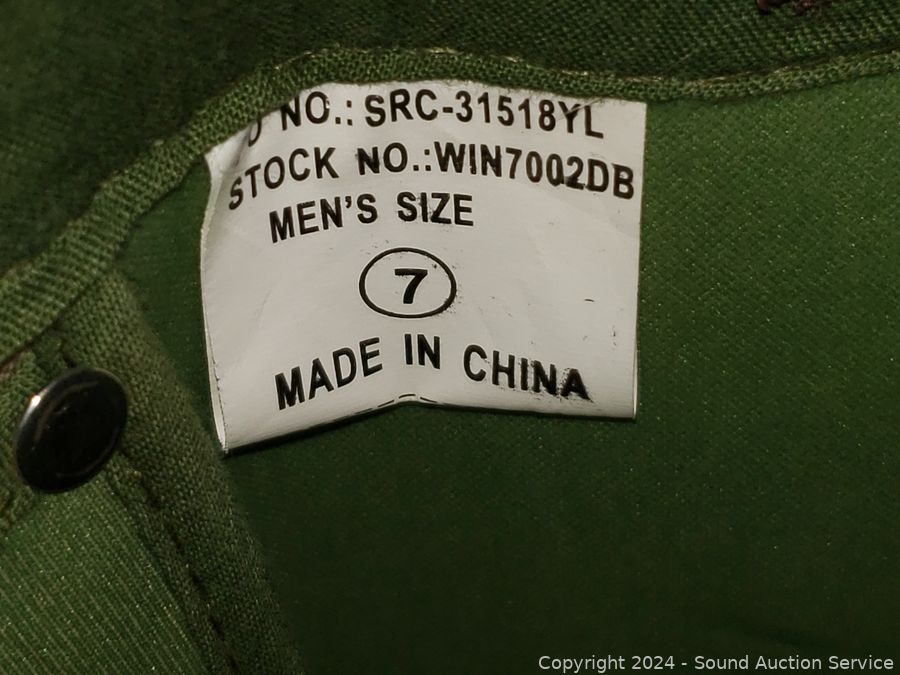 NO.: SRC-31518YL
STOCK NO.:WIN7002DB
MEN'S SIZE
7
MADE IN CHINA
Copyright 2024 - Sound Auction Service